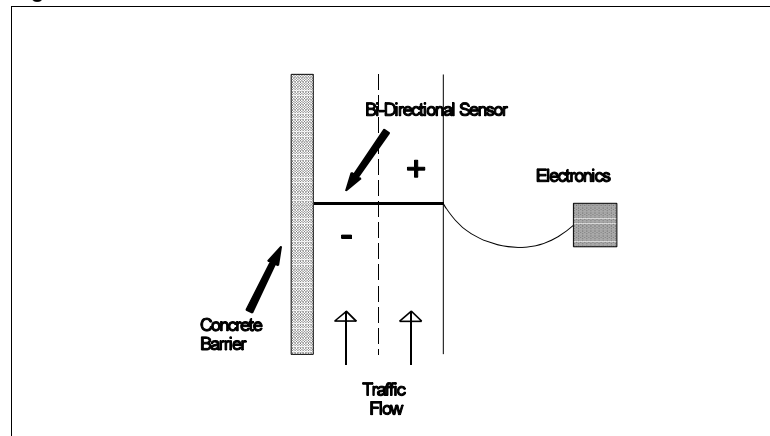 Bi-Directional Sensor
+
Electronics
-
Concrete
Barrier
Traffic
Flow